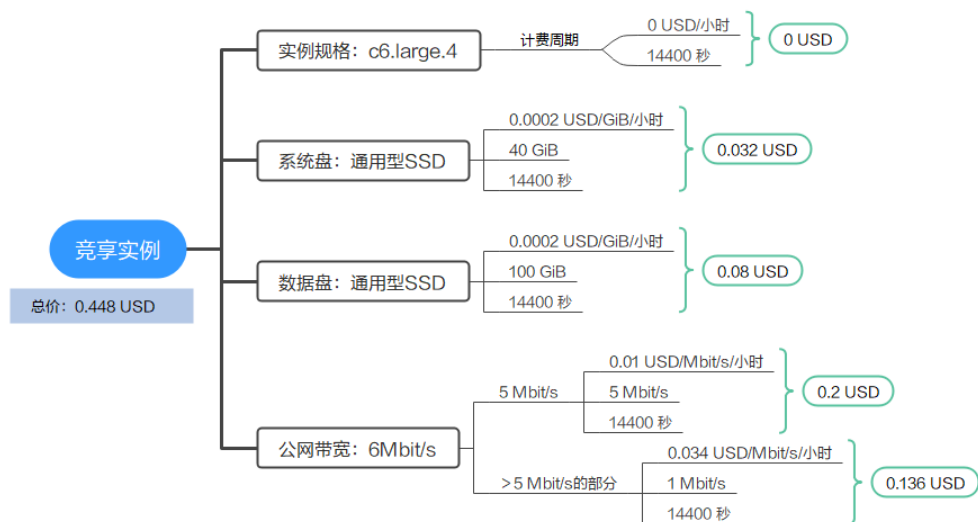 竞享实例
总价：0.448 USD
实例规格：c6.large.4
计费周期
0 USD/小时
14400 秒
0 USD
系统盘：通用型SSD
0.0002 USD/GiB/小时
40 GiB
14400 秒
0.032 USD
数据盘：通用型SSD
0.0002 USD/GiB/小时
100 GiB
14400 秒
0.08 USD
公网带宽：6Mbit/s
5 Mbit/s
0.01 USD/Mbit/s/小时
5 Mbit/s
14400 秒
0.2 USD
＞5 Mbit/s的部分
0.034 USD/Mbit/s/小时
1 Mbit/s
14400 秒
0.136 USD